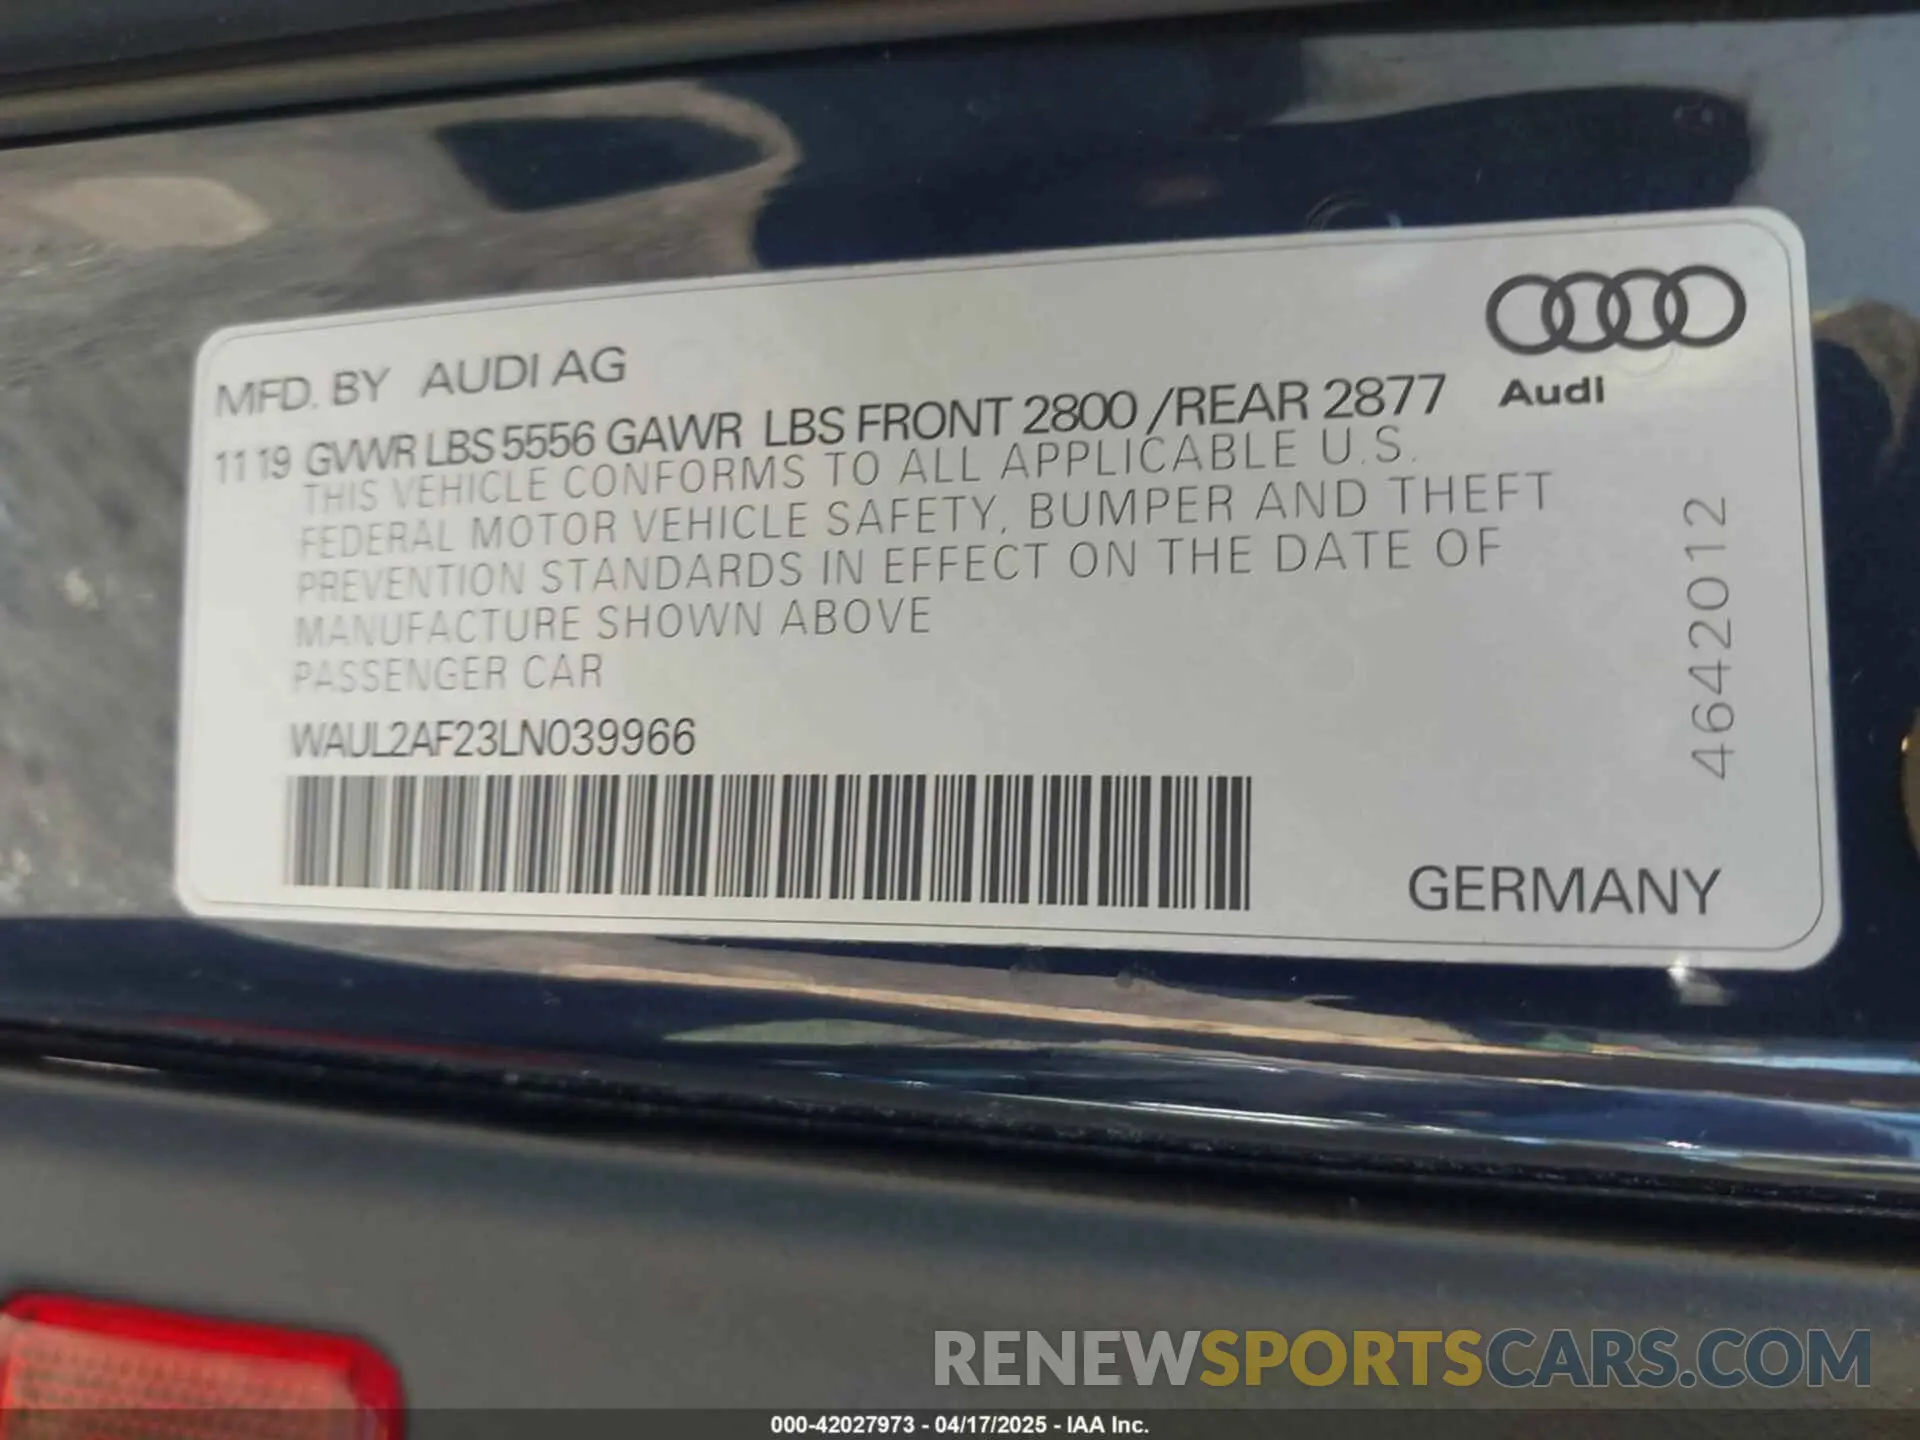 MFD. BY AUDI AG
11 19 GVWR LBS 5556 GAWR LBS FRONT 2800 /REAR 2877
THIS VEHICLE CONFORMS TO ALL APPLICABLE U.S.
FEDERAL MOTOR VEHICLE SAFETY, BUMPER AND THEFT
PREVENTION STANDARDS IN EFFECT ON THE DATE OF
MANUFACTURE SHOWN ABOVE
PASSENGER CAR
WAUL2AF23LN039966
Audi
4642012
GERMANY
RENEWSPORTSCARS.COM
000-42027973 - 04/17/2025 - IAA Inc.